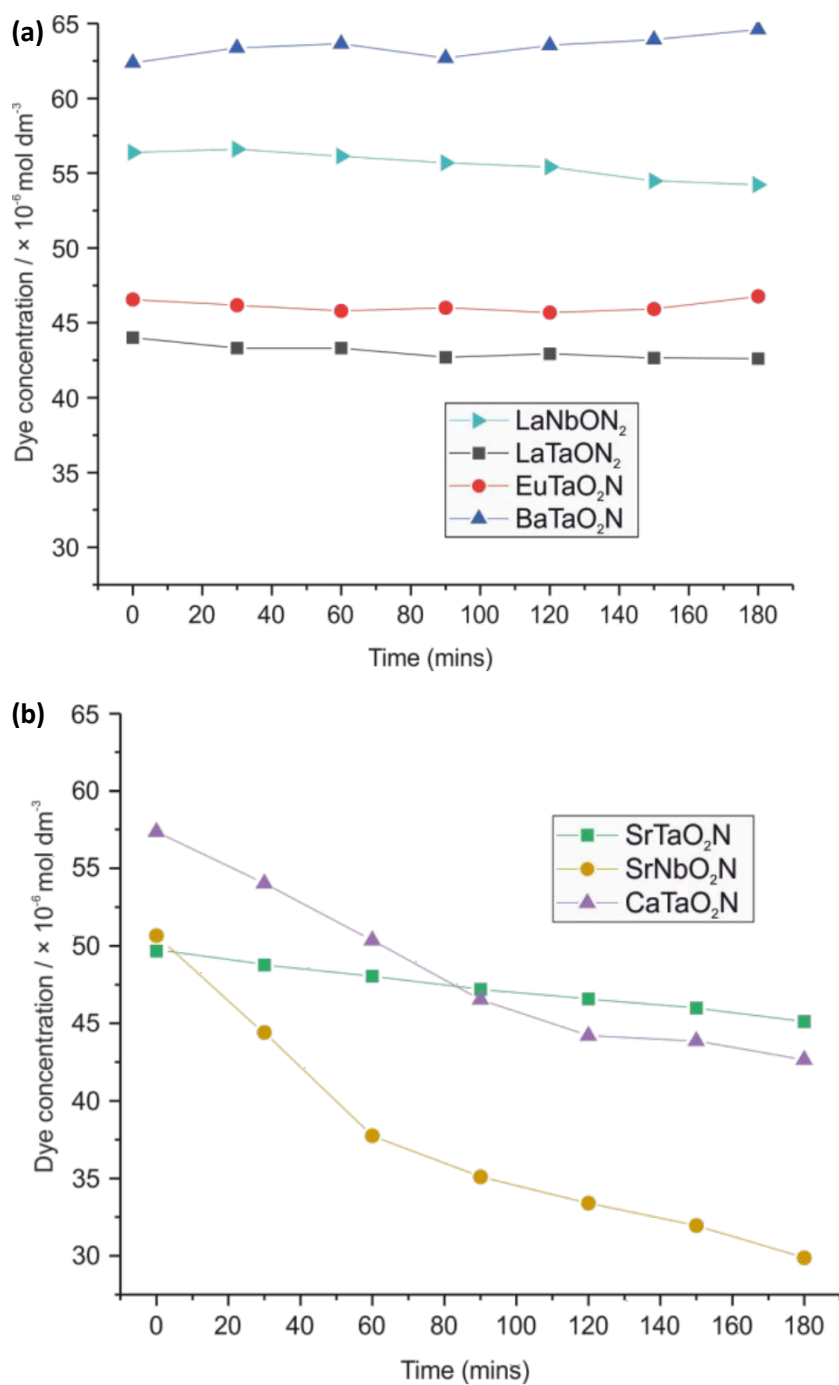 (a)
Dye concentration / × 10⁻⁶ mol dm⁻³
65
60
55
50
45
40
35
30
LaNbON₂
LaTaON₂
EuTaO₂N
BaTaO₂N
0 20 40 60 80 100 120 140 160 180
Time (mins)
(b)
Dye concentration / × 10⁻⁶ mol dm⁻³
65
60
55
50
45
40
35
30
SrTaO₂N
SrNbO₂N
CaTaO₂N
0 20 40 60 80 100 120 140 160 180
Time (mins)